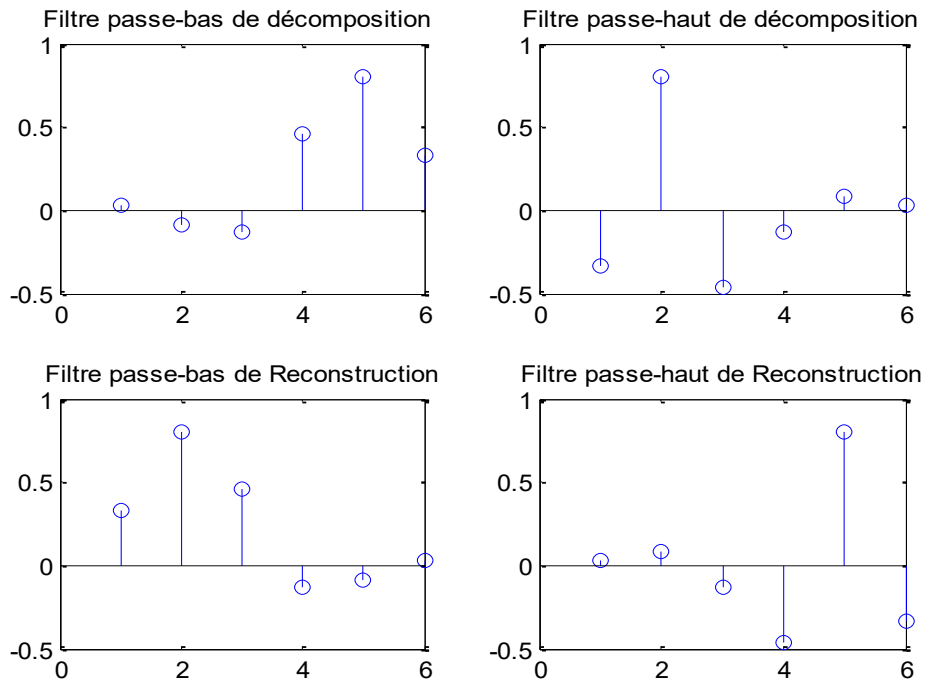 Filtre passe-bas de décomposition
1
0.5
0
-0.5
0 2 4 6
Filtre passe-haut de décomposition
1
0.5
0
-0.5
0 2 4 6
Filtre passe-bas de Reconstruction
1
0.5
0
-0.5
0 2 4 6
Filtre passe-haut de Reconstruction
1
0.5
0
-0.5
0 2 4 6